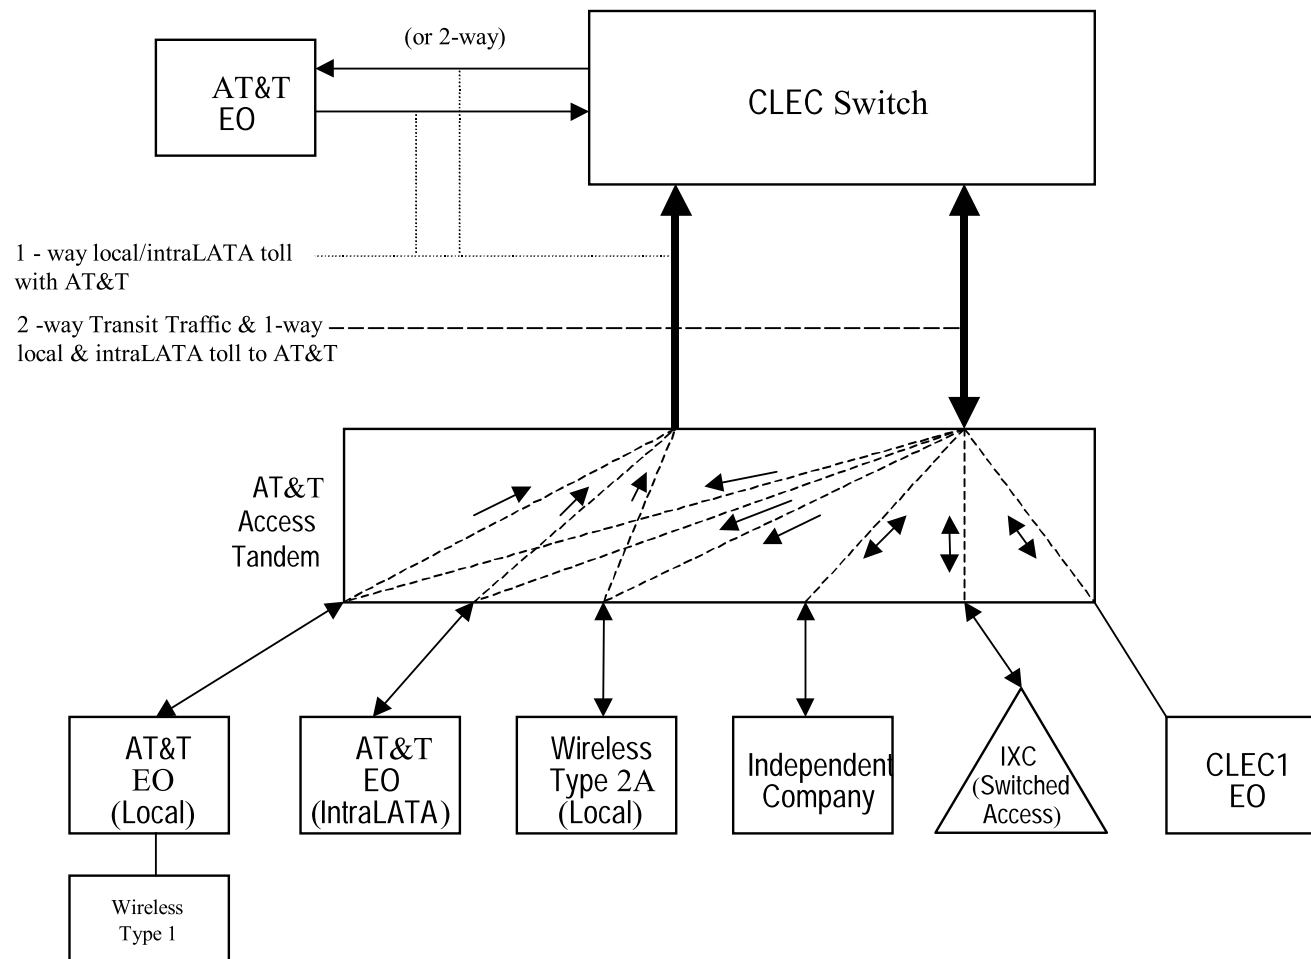 (or 2-way)
AT&T
EO
CLEC Switch
1 - way local/intraLATA toll
with AT&T
2 -way Transit Traffic & 1-way
local & intraLATA toll to AT&T
AT&T
Access
Tandem
AT&T
EO
(Local)
AT&T
EO
(IntraLATA)
Wireless
Type 2A
(Local)
Independent
Company
IXC
(Switched
Access)
CLEC1
EO
Wireless
Type 1